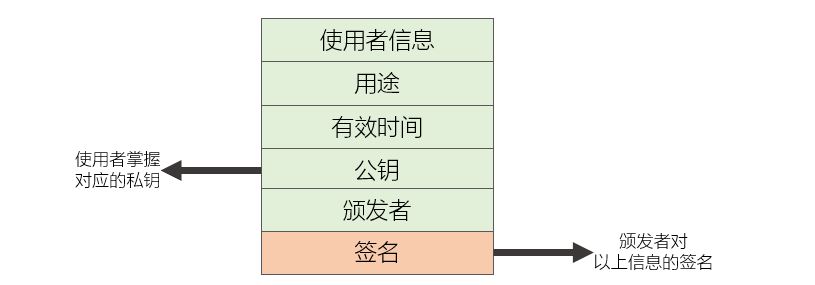 使用者信息
用途
有效时间
使用者掌握
对应的私钥
公钥
颁发者
签名
颁发者对
以上信息的签名